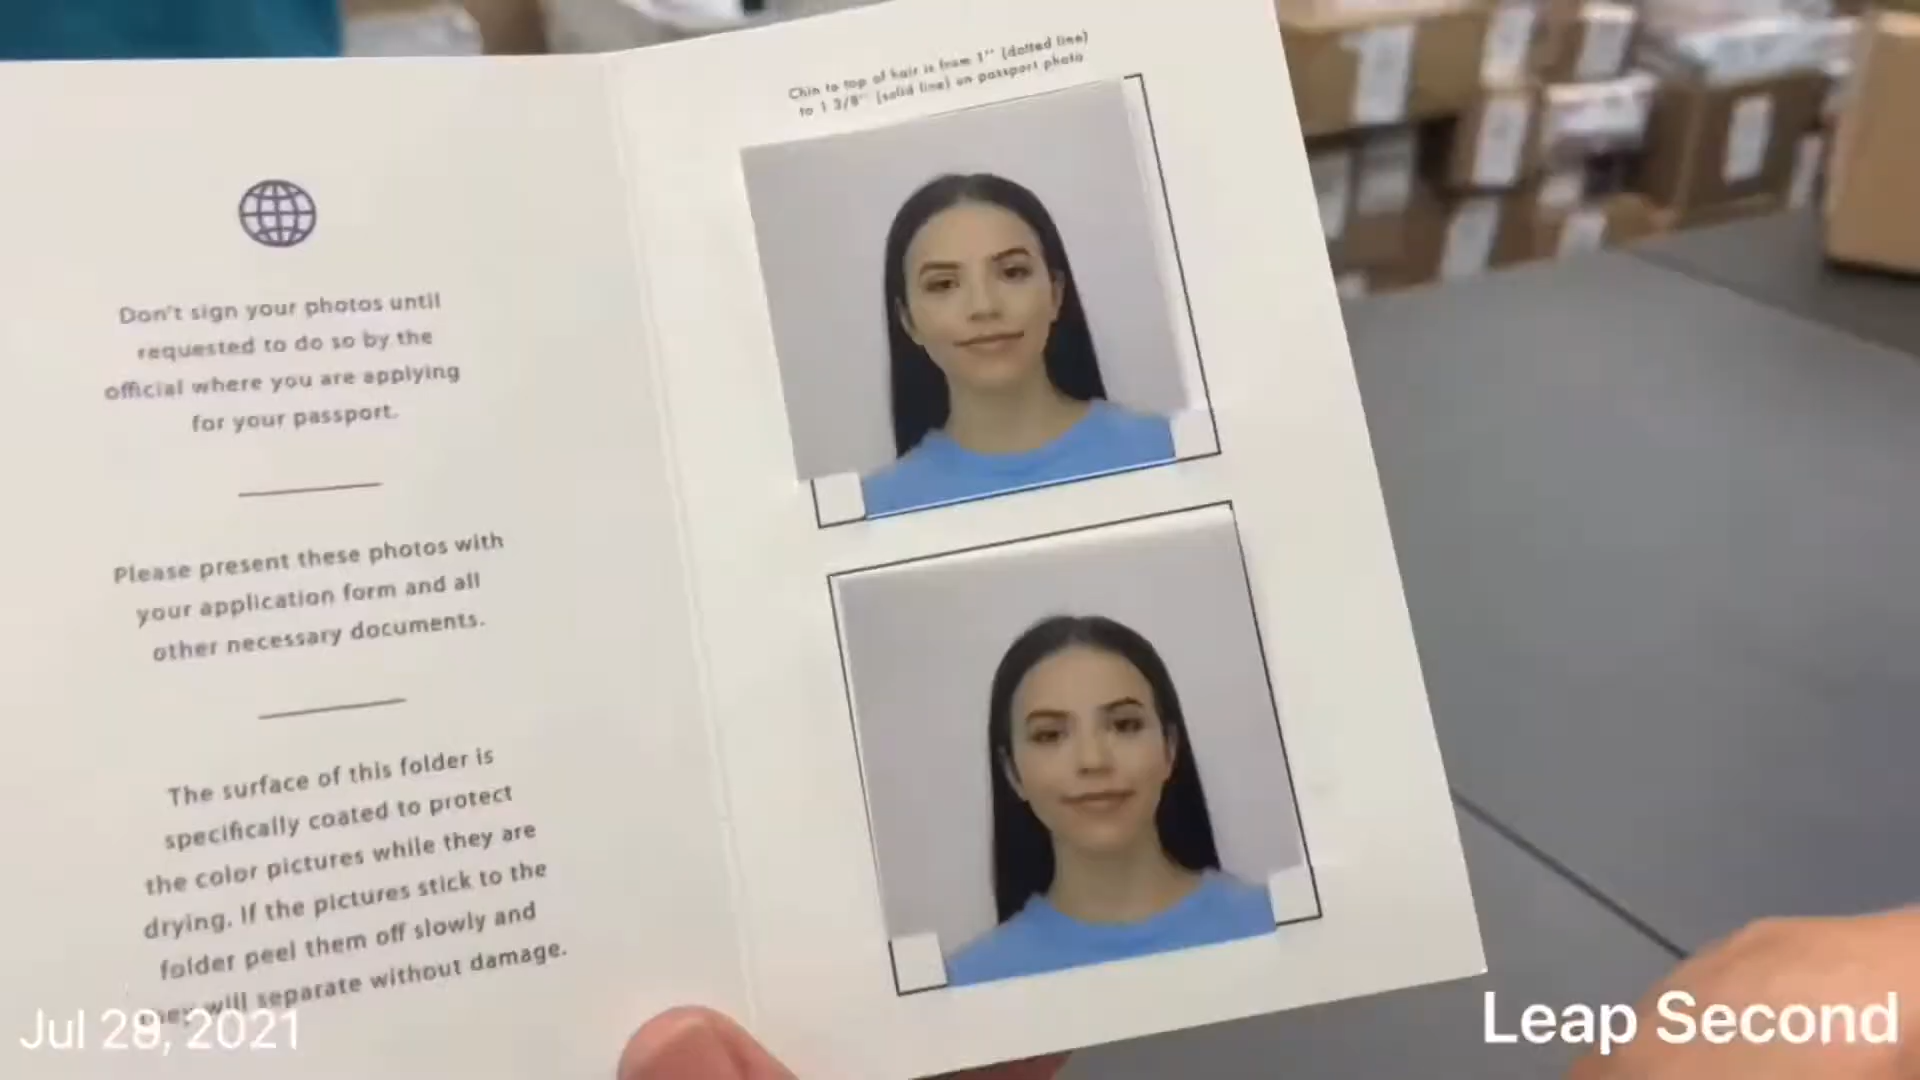 Don't sign your photos until
requested to do so by the
official where you are applying
for your passport.
Please present these photos with
your application form and all
other necessary documents.
The surface of this folder is
specifically coated to protect
the color pictures while they are
drying. If the pictures stick to the
folder peel them off slowly and
they will separate without damage.
Chin to top of hair is from 1'' (dotted line)
to 1 3/8'' (solid line) on passport photo
Jul 28, 2021
Leap Second